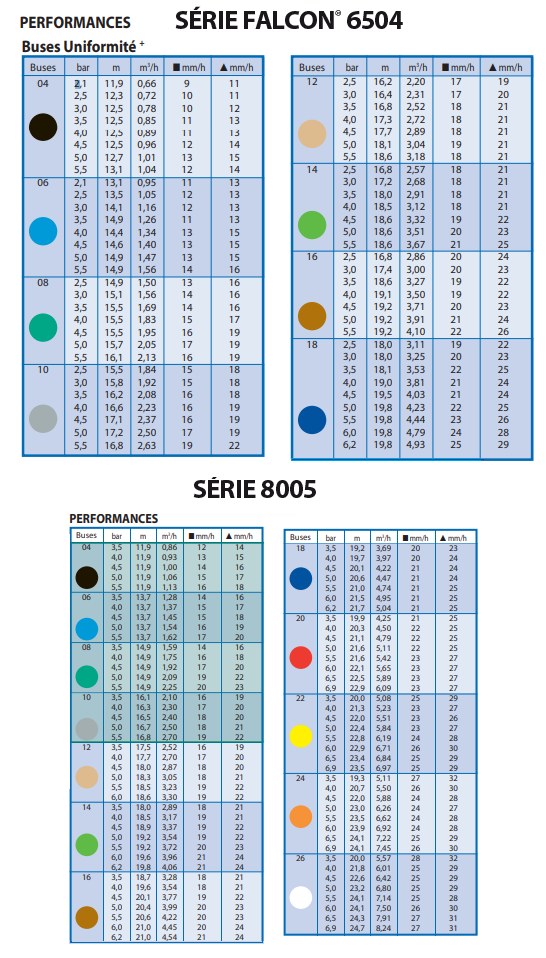 PERFORMANCES
SÉRIE FALCON® 6504
Buses Uniformité +
Buses bar m m³/h ■ mm/h ▲ mm/h
04 2,1 11,9 0,66 9 11
2,5 12,3 0,72 10 11
3,0 12,5 0,78 10 12
3,5 12,5 0,85 11 13
4,0 12,5 0,89 11 13
4,5 12,5 0,96 12 14
5,0 12,7 1,01 13 15
5,5 13,1 1,04 12 14
06 2,1 13,1 0,95 11 13
2,5 13,5 1,05 12 13
3,0 14,1 1,16 12 13
3,5 14,9 1,26 11 13
4,0 14,4 1,34 13 15
4,5 14,6 1,40 13 15
5,0 14,9 1,47 13 15
5,5 14,9 1,56 14 16
08 2,5 14,9 1,50 13 16
3,0 15,1 1,56 14 16
3,5 15,5 1,69 14 16
4,0 15,5 1,83 15 17
4,5 15,5 1,95 16 19
5,0 15,7 2,05 17 19
5,5 16,1 2,13 16 19
10 2,5 15,5 1,84 15 18
3,0 15,8 1,92 15 18
3,5 16,2 2,08 16 18
4,0 16,6 2,23 16 19
4,5 17,1 2,37 16 19
5,0 17,2 2,50 17 19
5,5 16,8 2,63 19 22
Buses bar m m³/h ■ mm/h ▲ mm/h
12 2,5 16,2 2,20 17 19
3,0 16,4 2,31 17 20
3,5 16,8 2,52 18 21
4,0 17,3 2,72 18 21
4,5 17,7 2,89 18 21
5,0 18,1 3,04 19 21
5,5 18,6 3,18 18 21
14 2,5 16,8 2,57 18 21
3,0 17,2 2,68 18 21
3,5 18,0 2,91 18 21
4,0 18,5 3,12 18 21
4,5 18,6 3,32 19 22
5,0 18,6 3,51 20 23
5,5 18,6 3,67 21 25
16 2,5 16,8 2,86 20 24
3,0 17,4 3,00 20 23
3,5 18,6 3,27 19 22
4,0 19,1 3,50 19 22
4,5 19,2 3,71 20 23
5,0 19,2 3,91 21 24
5,5 19,2 4,10 22 26
18 2,5 18,0 3,11 19 22
3,0 18,0 3,25 20 23
3,5 18,1 3,53 22 25
4,0 19,0 3,81 21 24
4,5 19,5 4,03 21 24
5,0 19,8 4,23 22 25
5,5 19,8 4,44 23 26
6,0 19,8 4,79 24 28
6,2 19,8 4,93 25 29
SÉRIE 8005
PERFORMANCES
Buses bar m m³/h ■ mm/h ▲ mm/h
04 3,5 11,9 0,86 12 14
4,0 11,9 0,93 13 15
4,5 11,9 1,00 14 16
5,0 11,9 1,06 15 17
5,5 11,9 1,13 16 18
06 3,5 13,7 1,28 14 16
4,0 13,7 1,37 15 17
4,5 13,7 1,45 15 18
5,0 13,7 1,54 16 19
5,5 13,7 1,62 17 20
08 3,5 14,9 1,59 14 16
4,0 14,9 1,75 16 18
4,5 14,9 1,92 17 20
5,0 14,9 2,09 19 22
5,5 14,9 2,25 20 23
10 3,5 16,1 2,10 16 19
4,0 16,3 2,30 17 20
4,5 16,5 2,40 18 20
5,0 16,7 2,50 18 21
5,5 16,8 2,70 19 22
12 3,5 17,5 2,52 16 19
4,0 17,7 2,70 17 20
4,5 18,0 2,87 18 20
5,0 18,3 3,05 18 21
5,5 18,5 3,23 19 22
6,0 18,6 3,30 19 22
14 3,5 18,0 2,89 18 21
4,0 18,5 3,17 19 21
4,5 18,9 3,37 19 22
5,0 19,2 3,54 19 22
5,5 19,2 3,72 20 23
6,0 19,6 3,96 21 24
6,2 19,8 4,06 21 24
16 3,5 18,7 3,28 18 21
4,0 19,6 3,54 18 21
4,5 20,1 3,77 19 22
5,0 20,4 3,99 20 23
5,5 20,6 4,22 20 23
6,0 21,0 4,45 20 23
6,2 21,0 4,54 21 24
Buses bar m m³/h ■ mm/h ▲ mm/h
18 3,5 19,2 3,69 20 23
4,0 19,7 3,97 21 24
4,5 20,1 4,22 21 24
5,0 20,6 4,47 21 24
5,5 21,0 4,74 21 25
6,0 21,5 4,95 21 25
6,2 21,7 5,04 21 25
20 3,5 19,9 4,25 21 25
4,0 20,3 4,50 22 25
4,5 21,1 4,79 22 25
5,0 21,6 5,11 22 25
5,5 21,6 5,42 23 27
6,0 22,1 5,65 23 27
6,5 22,5 5,89 23 27
6,9 22,9 6,09 23 27
22 3,5 20,0 5,08 25 29
4,0 21,3 5,23 23 27
4,5 22,0 5,51 23 26
5,0 22,4 5,84 23 27
5,5 22,8 6,19 24 28
6,0 22,9 6,71 26 30
6,5 23,4 6,84 25 29
6,9 23,5 6,97 25 29
24 3,5 19,3 5,11 27 32
4,0 20,7 5,50 26 30
4,5 22,0 5,88 24 28
5,0 23,0 6,26 24 27
5,5 23,5 6,62 24 28
6,0 23,9 6,92 24 28
6,5 24,1 7,22 25 29
6,9 24,1 7,45 26 30
26 3,5 20,0 5,57 28 32
4,0 21,8 6,01 25 29
4,5 22,6 6,42 25 29
5,0 23,2 6,80 25 29
5,5 24,1 7,14 25 28
6,0 24,1 7,50 26 30
6,5 24,3 7,91 27 31
6,9 24,7 8,24 27 31